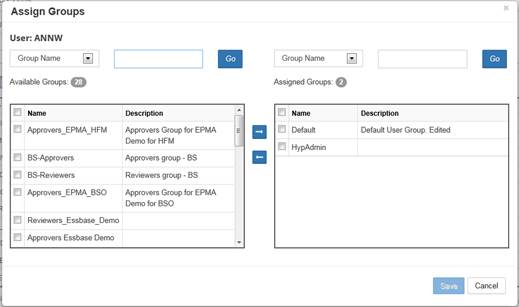 Assign Groups
×
User: ANNW
Group Name Go Group Name Go
Available Groups: 28 Assigned Groups: 2
Name Description Name Description
Approvers_EPMA_HFM Approvers Group for EPMA Demo for HFM Default Default User Group. Edited
HypAdmin
BS-Approvers Approvers group - BS
BS-Reviewers Reviewers group - BS
Approvers_EPMA_BSO Approvers Group for EPMA Demo for BSO
Reviewers_Essbase_Demo
Approvers Essbase Demo
Save Cancel